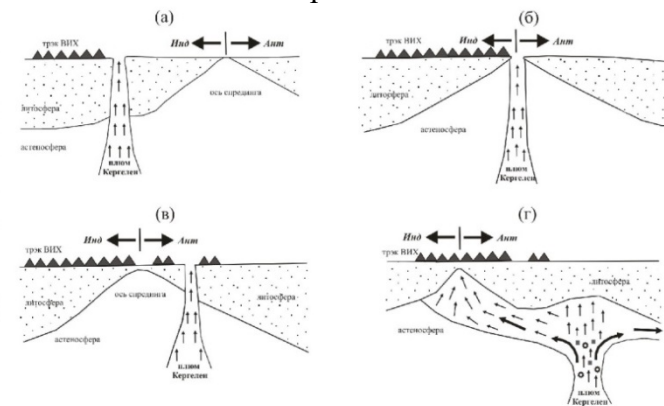 (а)
трэк ВИХ
Инд
Ант
литосфера
ось спрединга
астеносфера
плюм
Кергелен
(б)
Инд
Ант
трэк ВИХ
литосфера
астеносфера
плюм
Кергелен
(в)
Инд
Ант
трэк ВИХ
ось спрединга
литосфера
литосфера
астеносфера
плюм
Кергелен
(г)
Инд
Ант
трэк ВИХ
литосфера
астеносфера
плюм
Кергелен